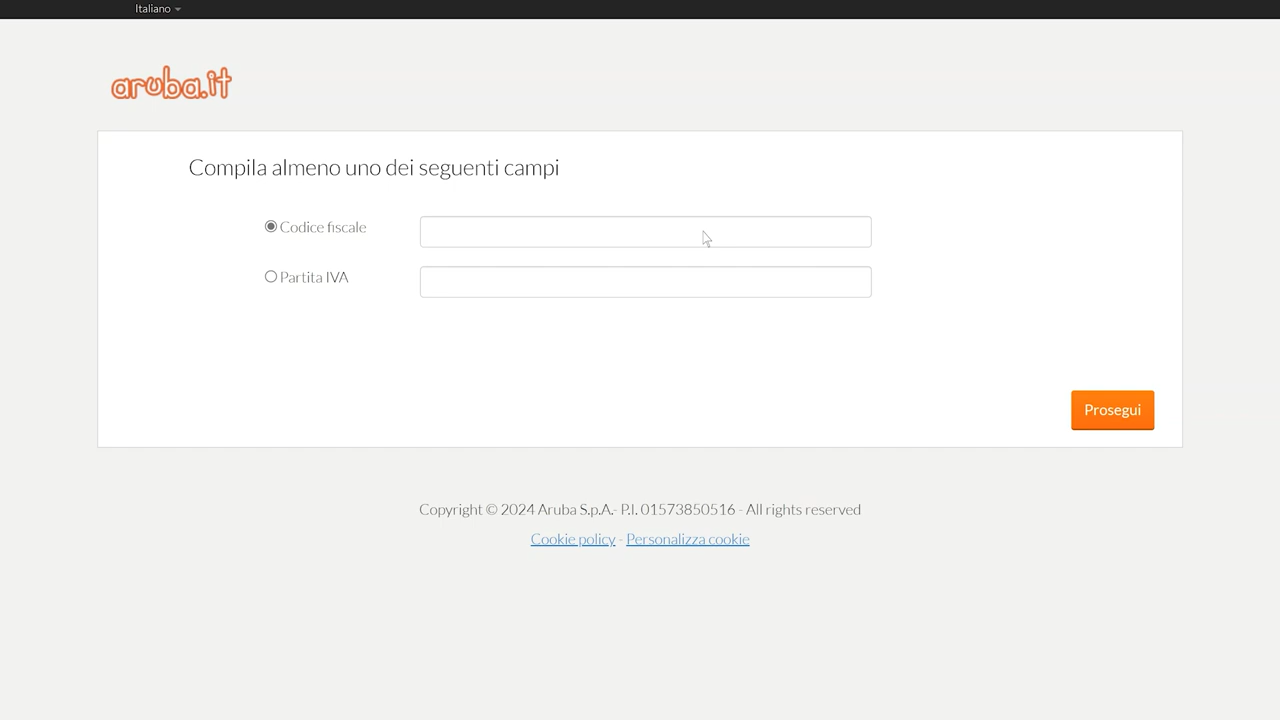 Italiano
aruba.it
Compila almeno uno dei seguenti campi
Codice fiscale
Partita IVA
Prosegui
Copyright © 2024 Aruba S.p.A.- P.I. 01573850516 - All rights reserved
Cookie policy - Personalizza cookie